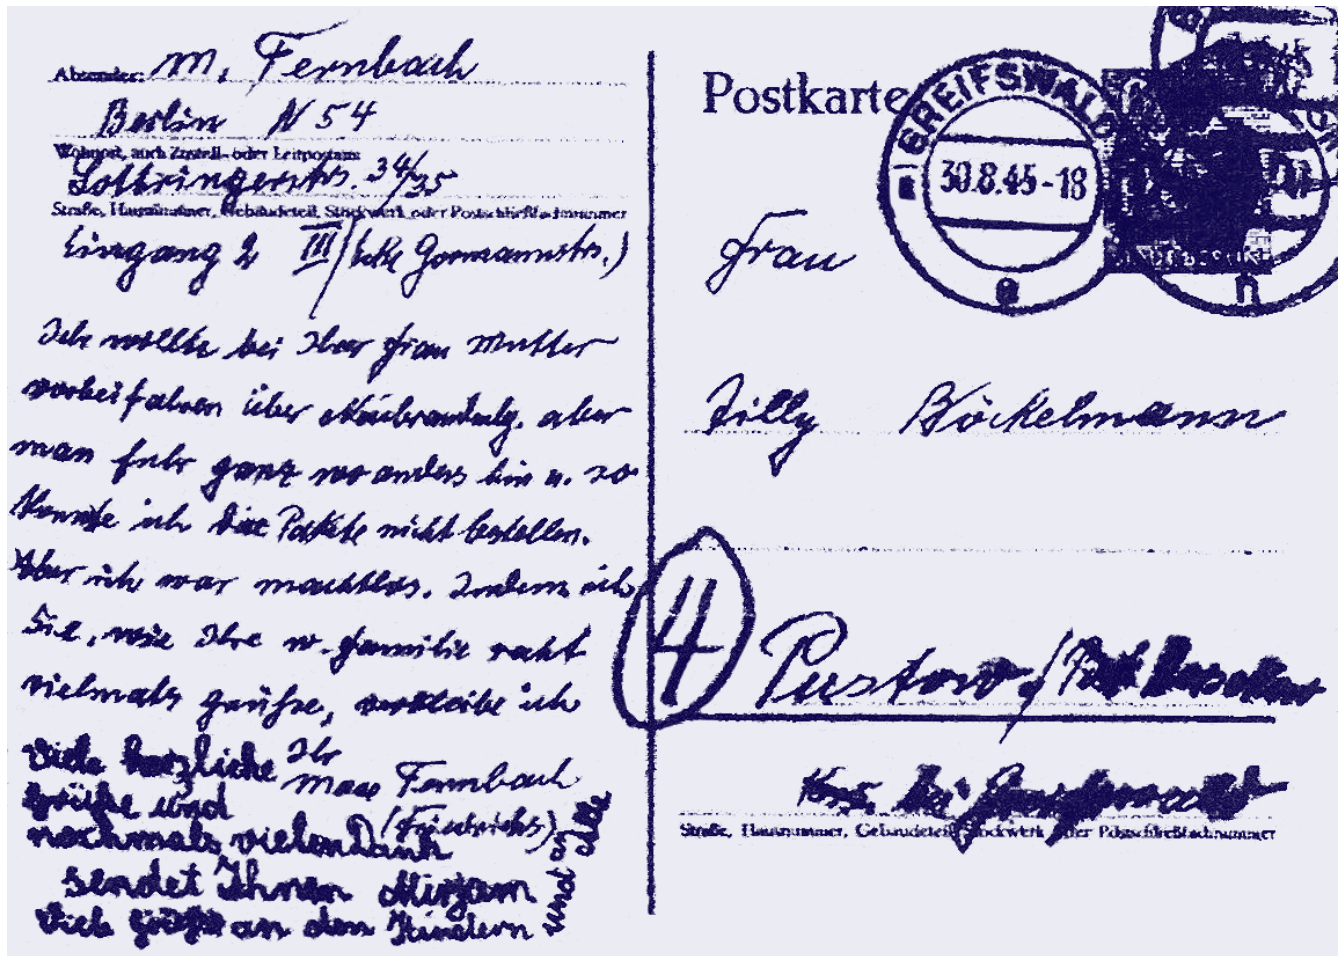 Absender: M. Fernbach
Berlin N 54
Wohnort, auch Zustell- oder Leitpostamt
Lothringerstrs. 34/35
Straße, Hausnummer, Gebäudeteil, Stockwerk oder Postschließfachnummer
Eingang 2 III (Ecke Gormannstrs.)
Ich wollte bei Ihrer Frau Mutter
vorbeifahren über Neubrandenbg. aber
man fuhr ganz wo anders hin u. so
konnte ich die Pakete nicht bestellen.
Aber ich war machtlos. Indem ich
Sie, wie Ihre w. Familie recht
vielmals grüße, verbleibe ich
Ihr
Max Fernbach
(Friedrichs)
Viele herzliche
Grüße und
nochmals vielen Dank
sendet Ihnen Mirjam
Viele Grüße an den Kindern
und an
alle
Postkarte
GREIFSWALD
30.8.45-18
e
n
Frau
Tilly Böckelmann
4
Pustow / Post
Krs.
Straße, Hausnummer, Gebäudeteil, Stockwerk oder Postschließfachnummer